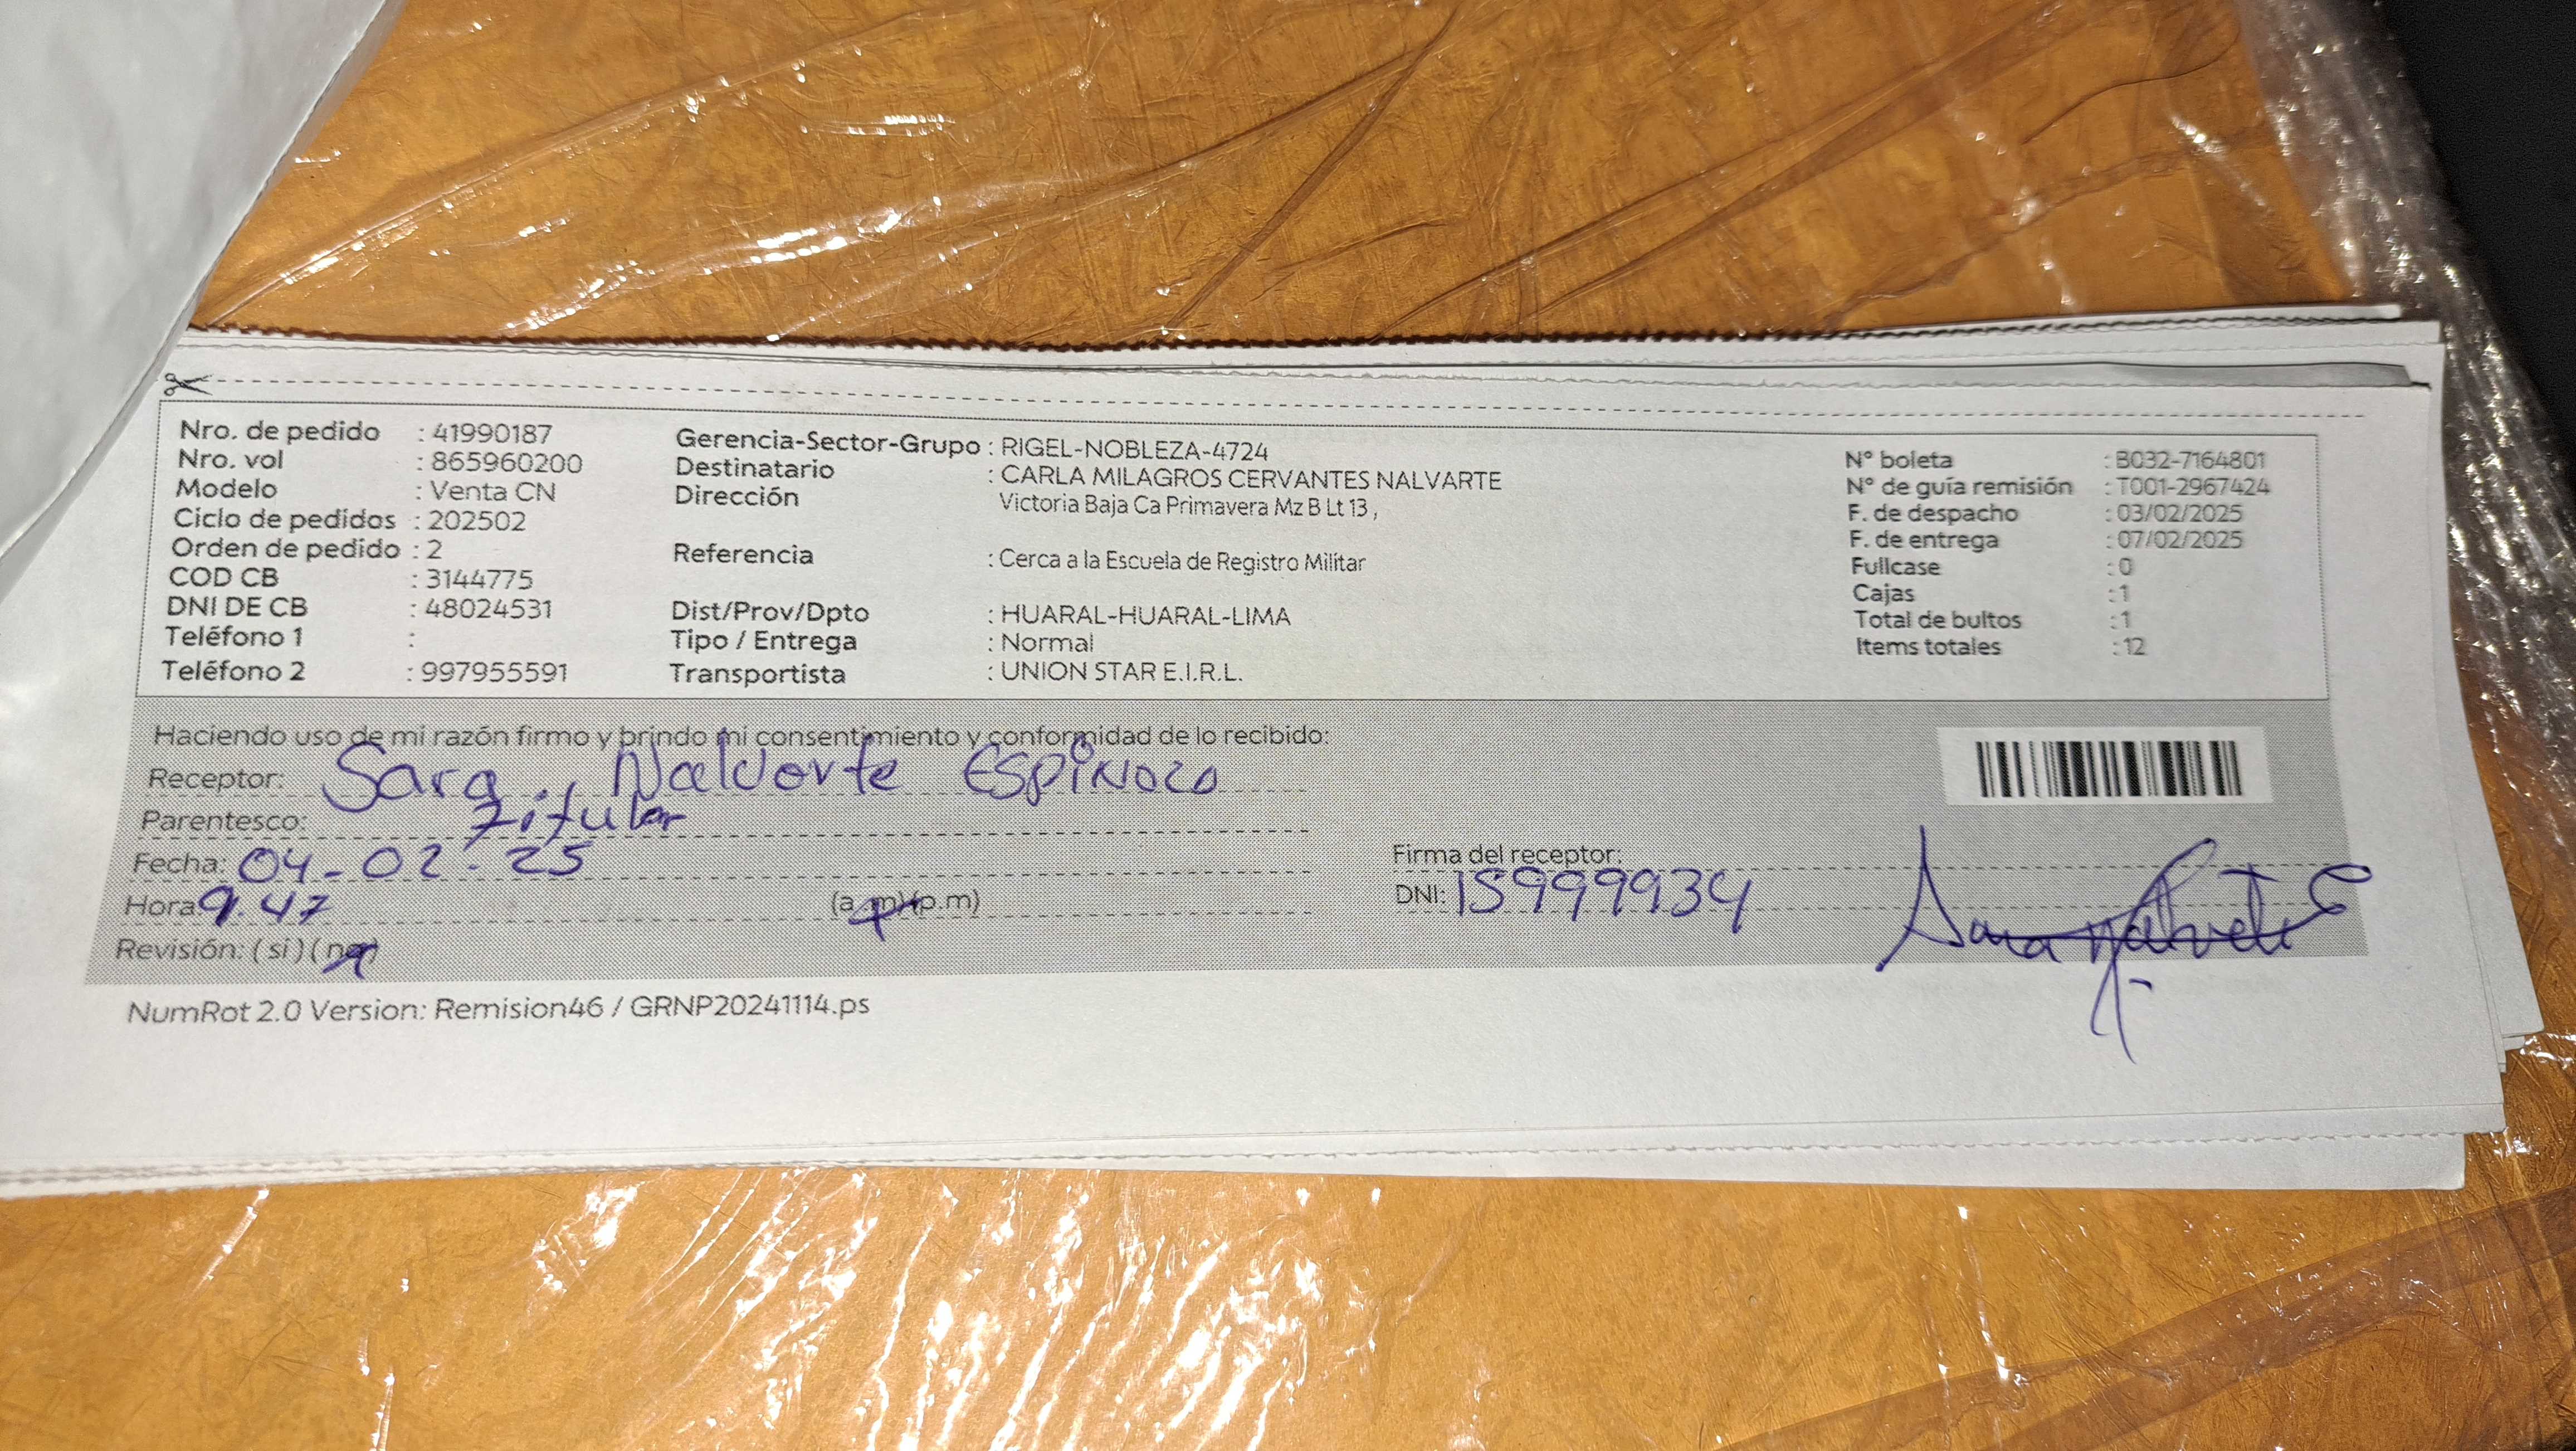 Nro. de pedido : 41990187
Nro. vol : 865960200
Modelo : Venta CN
Ciclo de pedidos : 202502
Orden de pedido : 2
COD CB : 3144775
DNI DE CB : 48024531
Teléfono 1 :
Teléfono 2 : 997955591
Gerencia-Sector-Grupo : RIGEL-NOBLEZA-4724
Destinatario : CARLA MILAGROS CERVANTES NALVARTE
Dirección Victoria Baja Ca Primavera Mz B Lt 13 ,
Referencia : Cerca a la Escuela de Registro Militar
Dist/Prov/Dpto : HUARAL-HUARAL-LIMA
Tipo / Entrega : Normal
Transportista : UNION STAR E.I.R.L.
N° boleta : B032-7164801
N° de guía remisión : T001-2967424
F. de despacho : 03/02/2025
F. de entrega : 07/02/2025
Fullcase : 0
Cajas : 1
Total de bultos : 1
Items totales : 12
Haciendo uso de mi razón firmo y brindo mi consentimiento y conformidad de lo recibido:
Receptor: Sara Nalvarte Espinoza
Parentesco: titular
Fecha: 04-02-25
Hora: 9.47 (a.m)(p.m)
Revisión: (si) (no)
Firma del receptor: Sara Nalvarte E
DNI: 15999934
NumRot 2.0 Version: Remision46 / GRNP20241114.ps